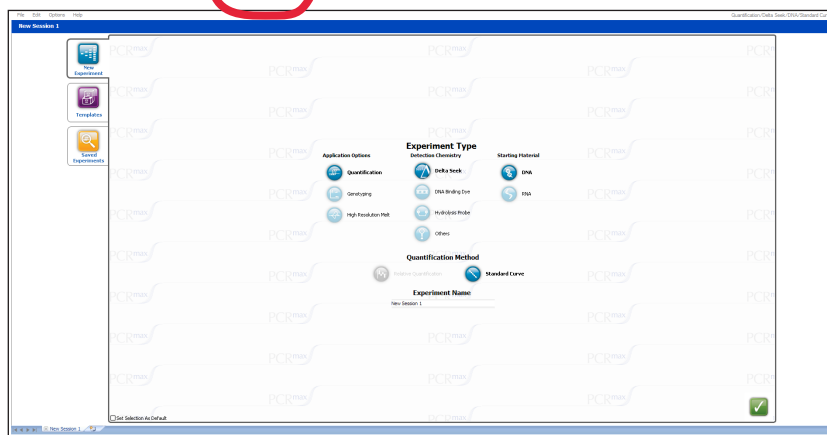 File Edit Options Help
Quantification/Delta Seek/DNA/Standard Curv
New Session 1
New Experiment
Templates
Saved Experiments
Experiment Type
Application Options Detection Chemistry Starting Material
Quantification Delta Seek DNA
Genotyping DNA Binding Dye RNA
High Resolution Melt Hydrolysis Probe
Others
Quantification Method
Relative Quantification Standard Curve
Experiment Name
New Session 1
Set Selection As Default
New Session 1
PCRmax